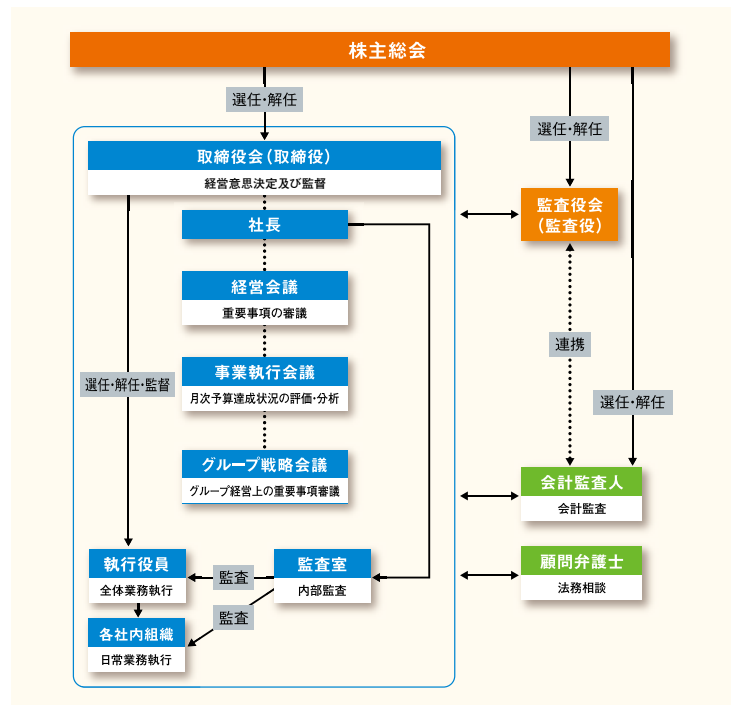 株主総会
選任・解任
選任・解任
取締役会（取締役）
経営意思決定及び監督
監査役会
（監査役）
社長
経営会議
重要事項の審議
連携
事業執行会議
月次予算達成状況の評価・分析
選任・解任・監督
選任・解任
グループ戦略会議
グループ経営上の重要事項審議
会計監査人
会計監査
執行役員
全体業務執行
監査
監査室
内部監査
顧問弁護士
法務相談
監査
各社内組織
日常業務執行